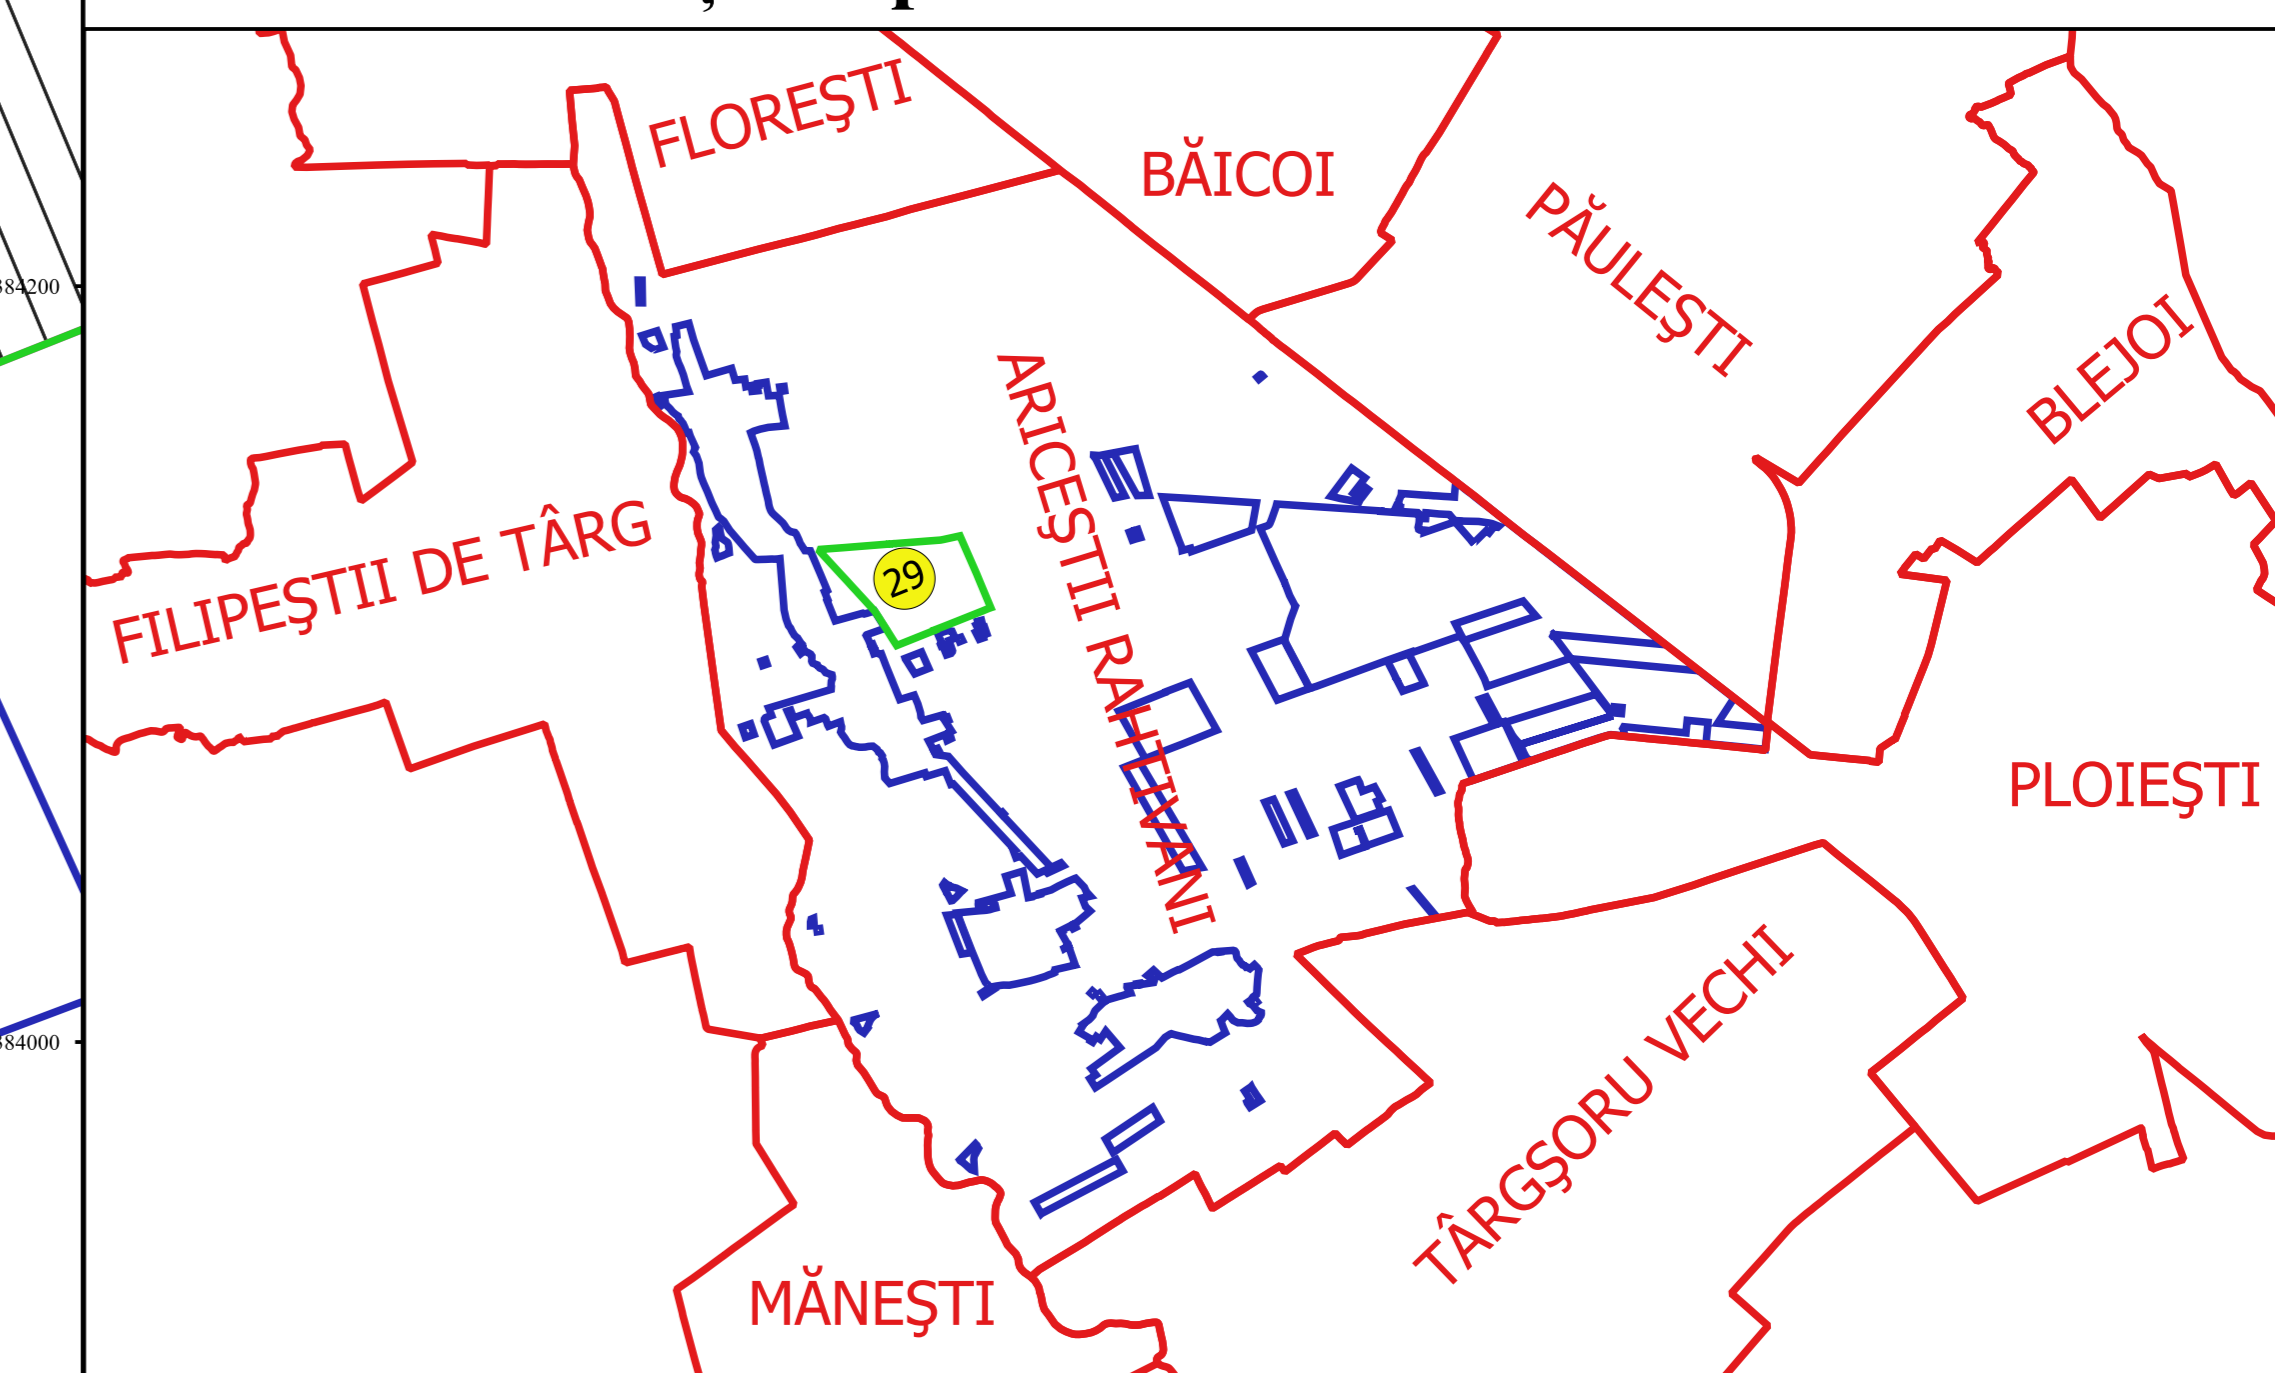 FLOREŞTI
BĂICOI
PĂULEŞTI
BLEJOI
384200
ARICEŞTII RAHTIVANI
FILIPEŞTII DE TÂRG
29
PLOIEŞTI
TÂRGŞORU VECHI
384000
MĂNEŞTI